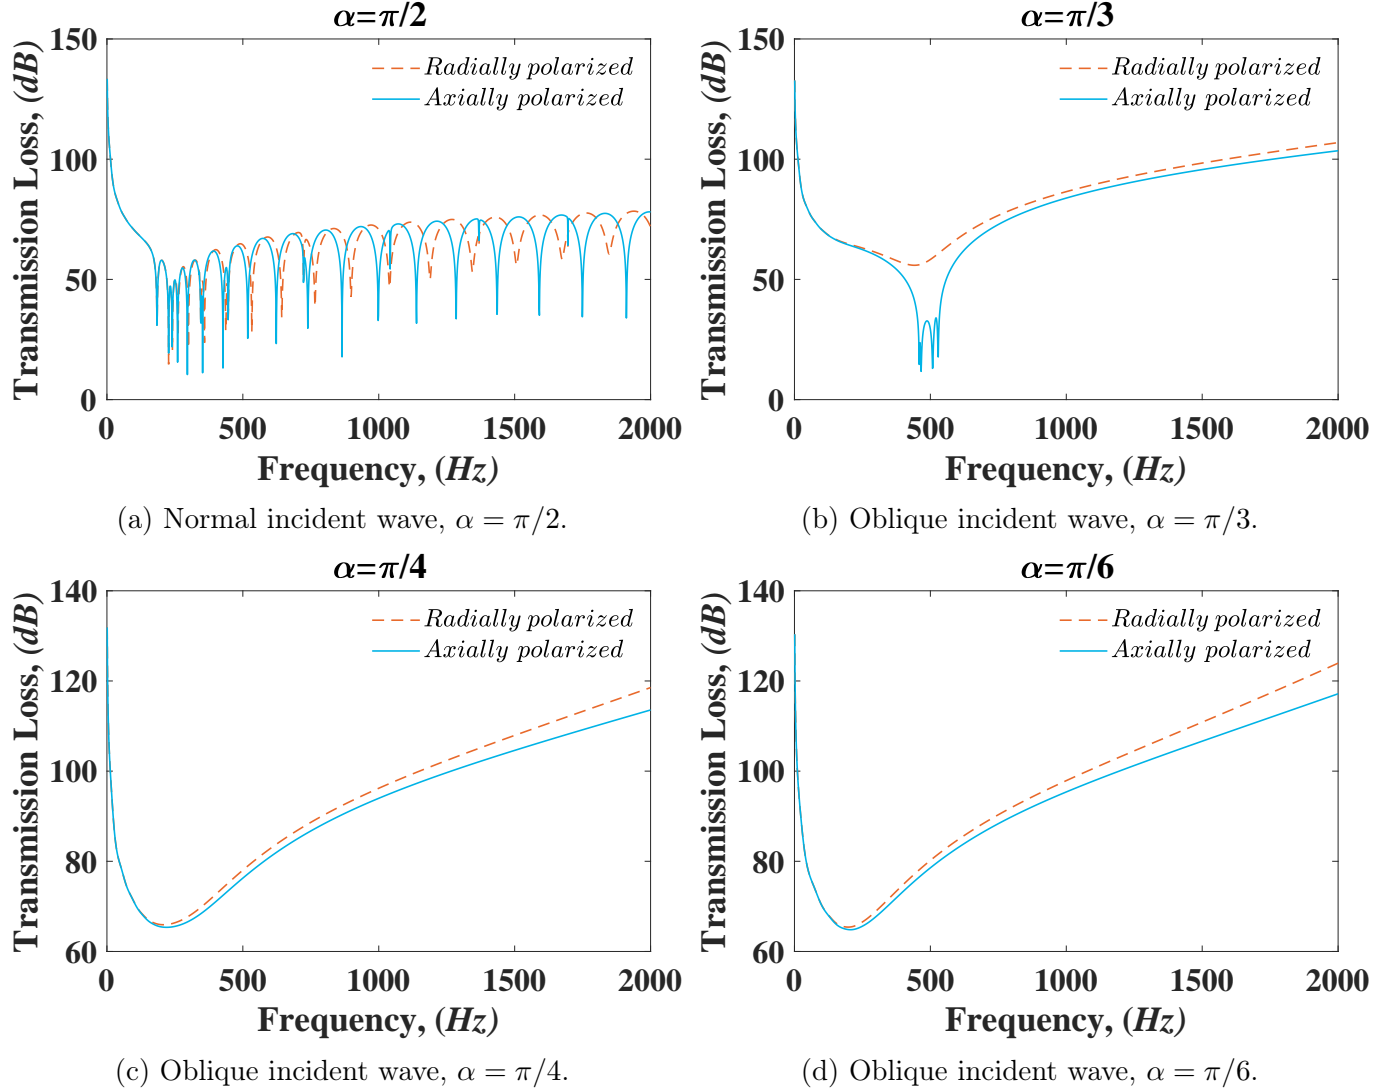 α=π/2
Transmission Loss, (dB)
150
100
50
0
Radially polarized
Axially polarized
0 500 1000 1500 2000
Frequency, (Hz)
(a) Normal incident wave, α = π/2.
α=π/3
Transmission Loss, (dB)
150
100
50
0
Radially polarized
Axially polarized
0 500 1000 1500 2000
Frequency, (Hz)
(b) Oblique incident wave, α = π/3.
α=π/4
Transmission Loss, (dB)
140
120
100
80
60
Radially polarized
Axially polarized
0 500 1000 1500 2000
Frequency, (Hz)
(c) Oblique incident wave, α = π/4.
α=π/6
Transmission Loss, (dB)
140
120
100
80
60
Radially polarized
Axially polarized
0 500 1000 1500 2000
Frequency, (Hz)
(d) Oblique incident wave, α = π/6.